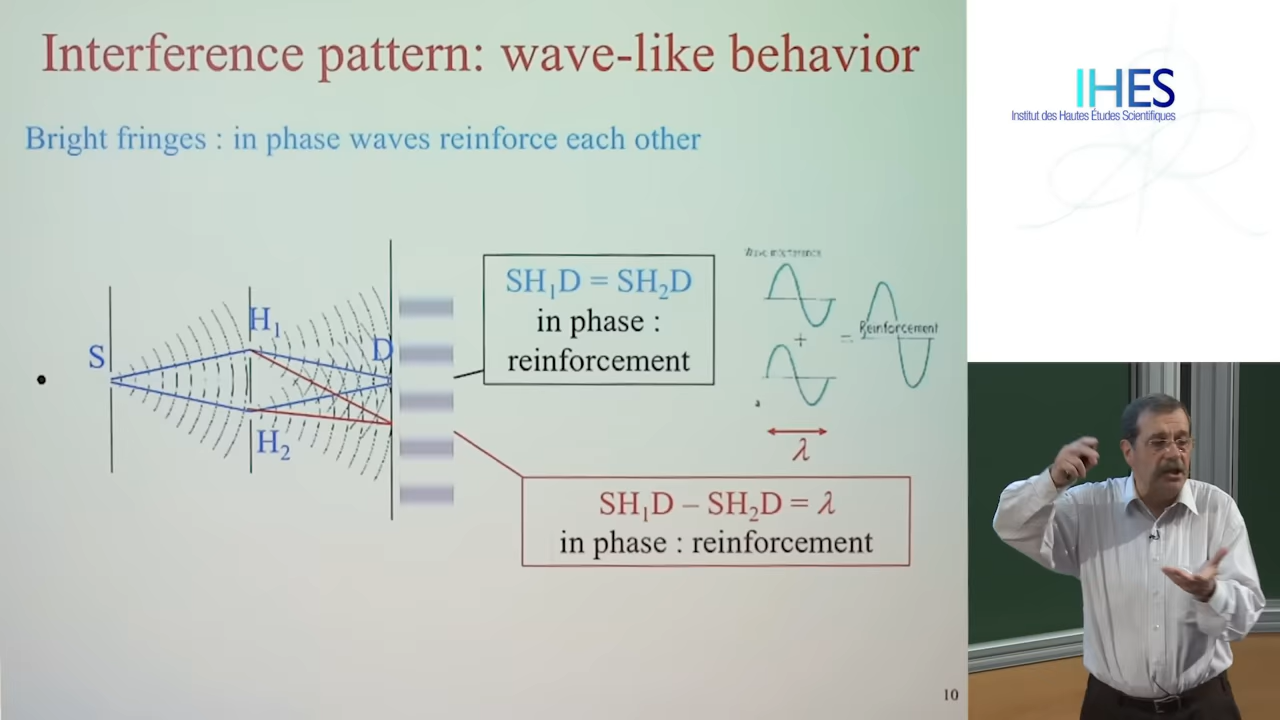 Interference pattern: wave-like behavior
Bright fringes : in phase waves reinforce each other
S
H₁
H₂
D
SH₁D = SH₂D
in phase :
reinforcement
Wave interference
+
=
Reinforcement
a
λ
SH₁D – SH₂D = λ
in phase : reinforcement
10
IHES
Institut des Hautes Études Scientifiques